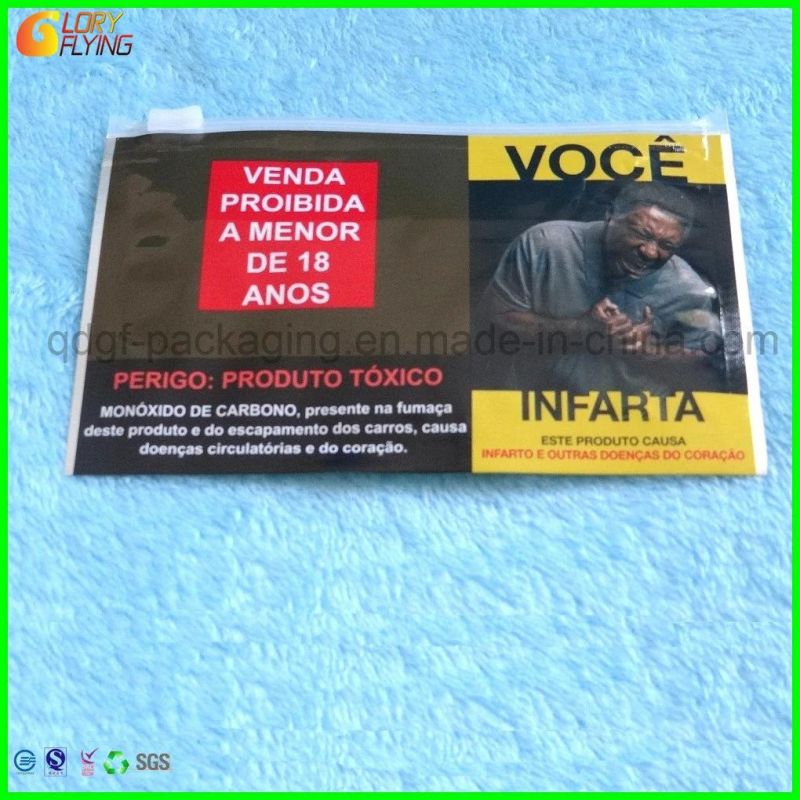 GLORY
FLYING
VENDA
PROIBIDA
A MENOR
DE 18
ANOS
VOCÊ
qdgf-packaging.en.made-in-china.com
PERIGO: PRODUTO TÓXICO
MONÓXIDO DE CARBONO, presente na fumaça
deste produto e do escapamento dos carros, causa
doenças circulatórias e do coração.
INFARTA
ESTE PRODUTO CAUSA
INFARTO E OUTRAS DOENÇAS DO CORAÇÃO
SGS